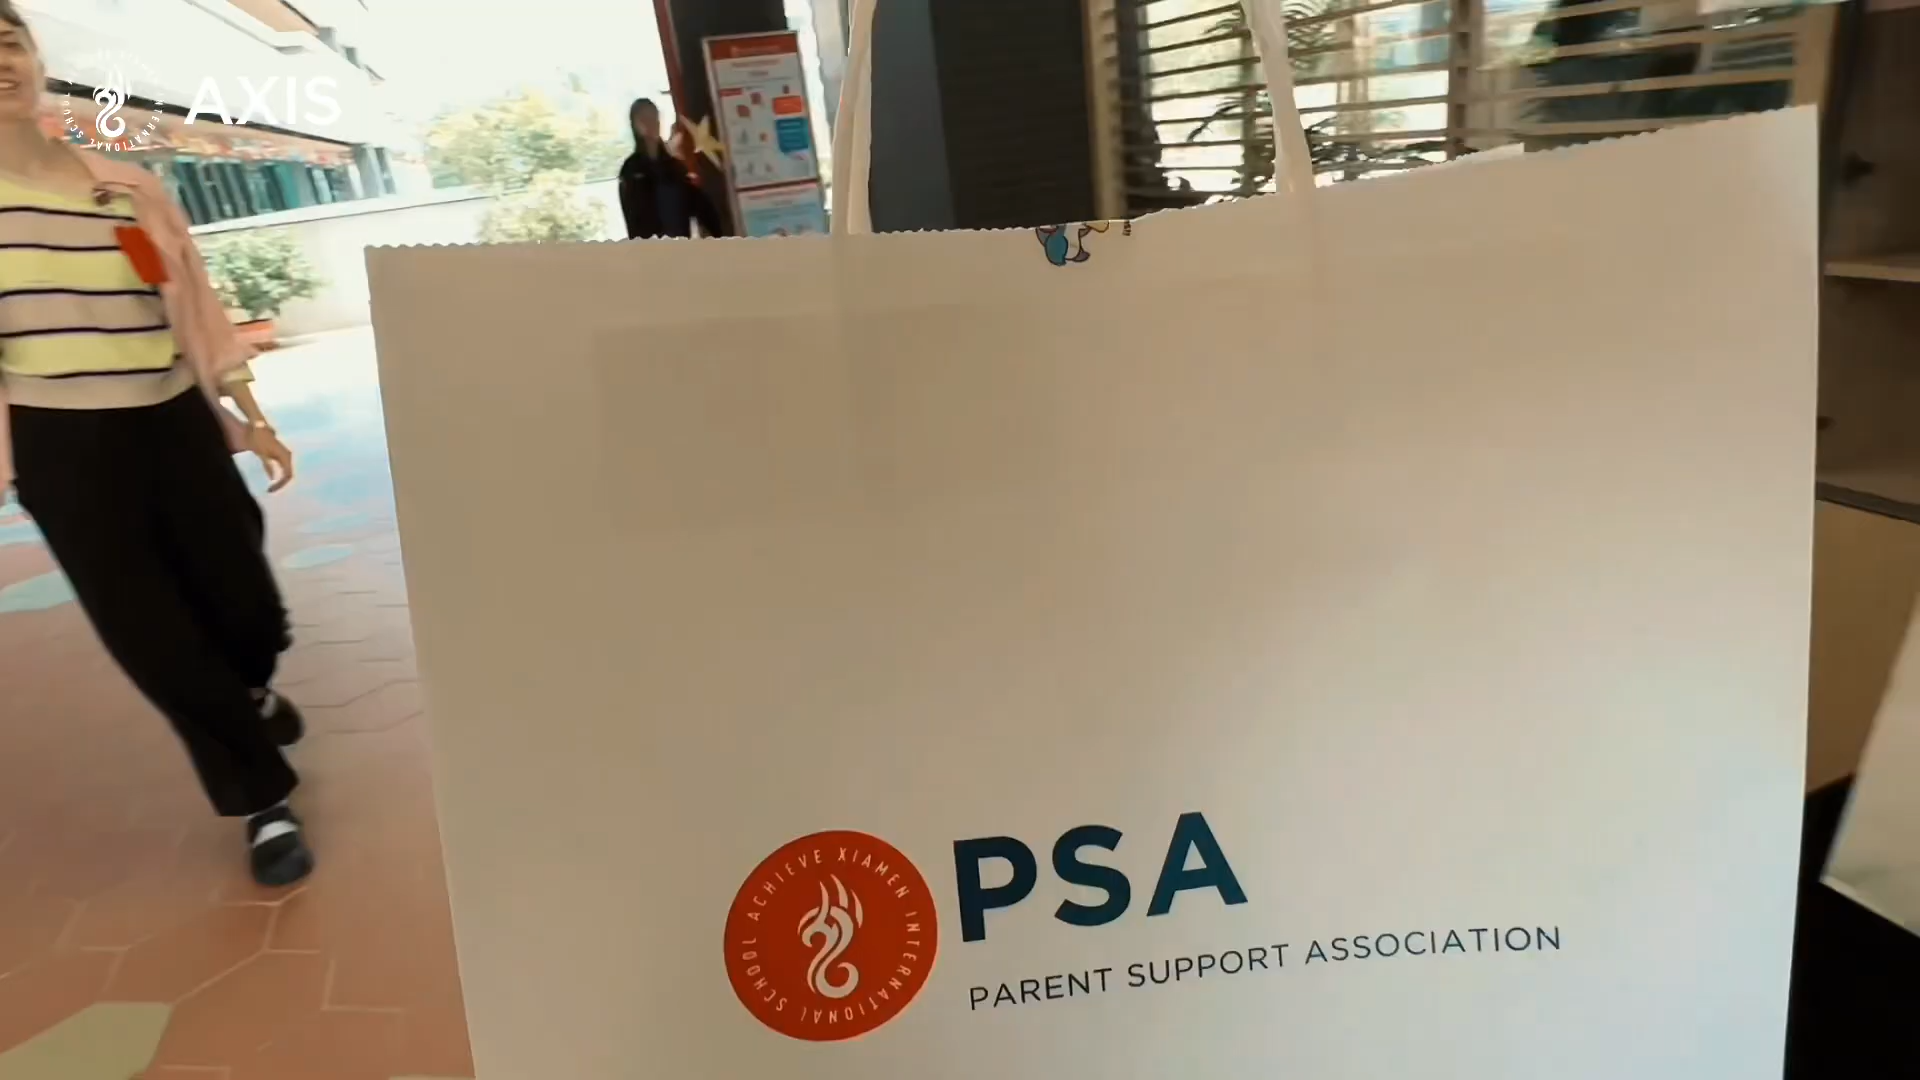 AXIS
PSA
PARENT SUPPORT ASSOCIATION
ACHIEVE XIAMEN INTERNATIONAL SCHOOL